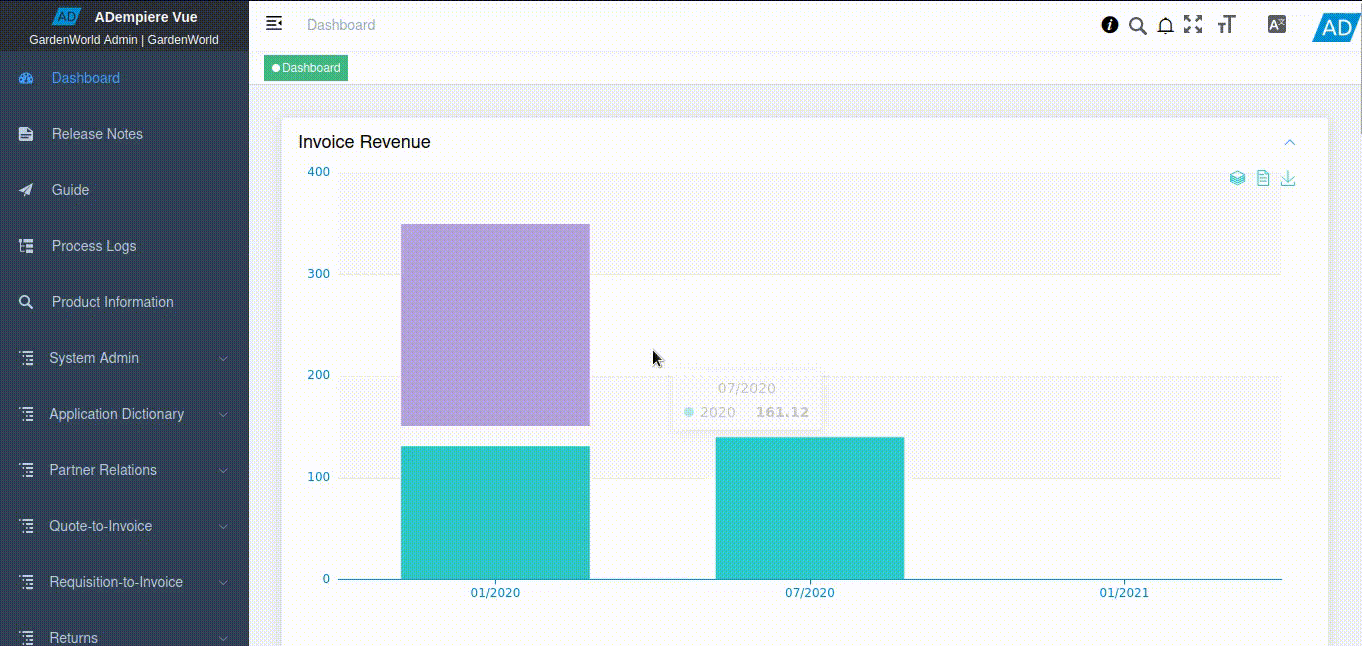 AD ADempiere Vue
GardenWorld Admin | GardenWorld
Dashboard
Release Notes
Guide
Process Logs
Product Information
System Admin
Application Dictionary
Partner Relations
Quote-to-Invoice
Requisition-to-Invoice
Returns
Dashboard
AD
Dashboard
Invoice Revenue
400
300
200
100
0
07/2020
2020 161.12
01/2020 07/2020 01/2021